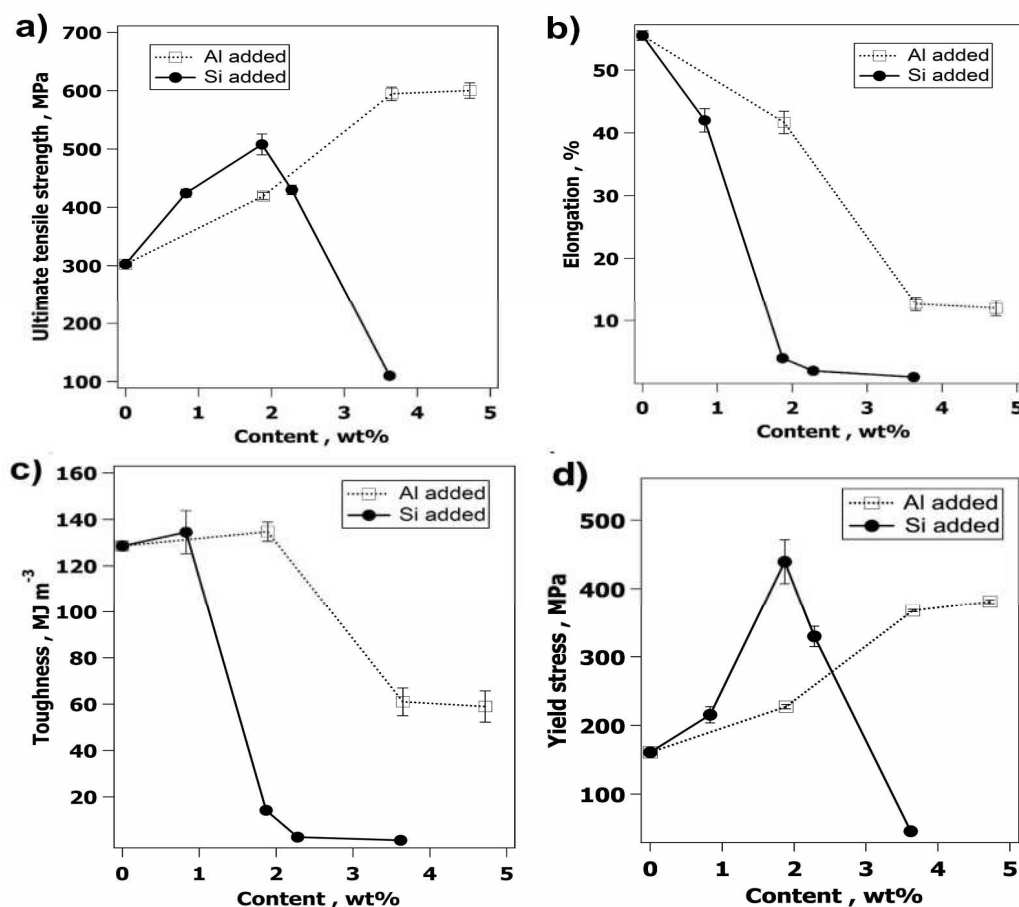 a)
700
600
500
400
300
200
100
Ultimate tensile strength , MPa
Al added
Si added
0 1 2 3 4 5
Content , wt%
b)
50
40
30
20
10
Elongation , %
Al added
Si added
0 1 2 3 4 5
Content , wt%
c)
160
140
120
100
80
60
40
20
Toughness , MJ m⁻³
Al added
Si added
0 1 2 3 4 5
Content , wt%
d)
500
400
300
200
100
Yield stress , MPa
Al added
Si added
0 1 2 3 4 5
Content , wt%